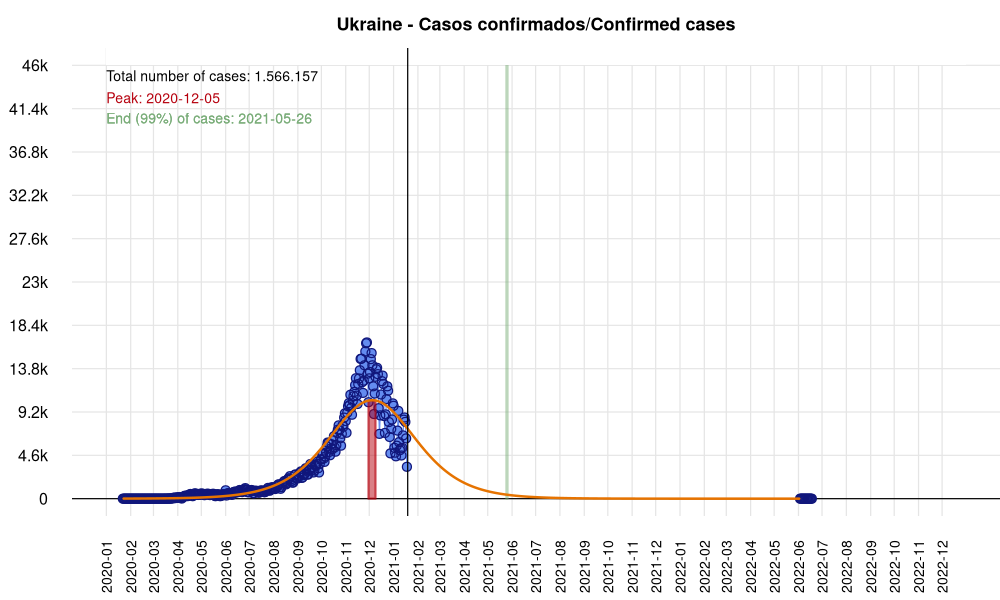 Ukraine - Casos confirmados/Confirmed cases
Total number of cases: 1.566.157
Peak: 2020-12-05
End (99%) of cases: 2021-05-26
46k
41.4k
36.8k
32.2k
27.6k
23k
18.4k
13.8k
9.2k
4.6k
0
2020-01
2020-02
2020-03
2020-04
2020-05
2020-06
2020-07
2020-08
2020-09
2020-10
2020-11
2020-12
2021-01
2021-02
2021-03
2021-04
2021-05
2021-06
2021-07
2021-08
2021-09
2021-10
2021-11
2021-12
2022-01
2022-02
2022-03
2022-04
2022-05
2022-06
2022-07
2022-08
2022-09
2022-10
2022-11
2022-12